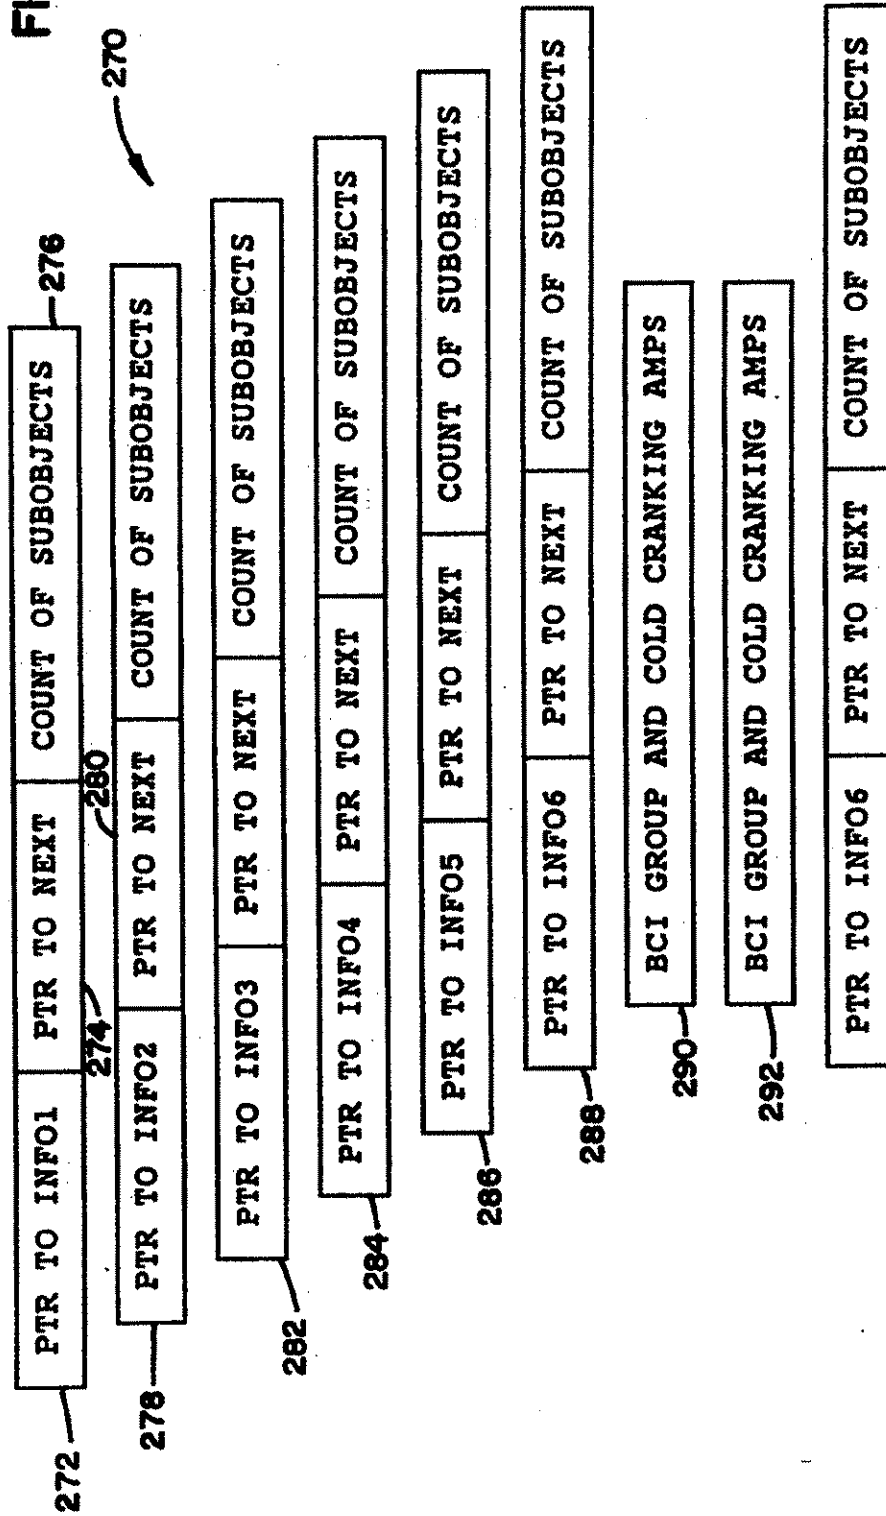 270
276
PTR TO INFO1 PTR TO NEXT COUNT OF SUBOBJECTS
272
274
280
PTR TO INFO2 PTR TO NEXT COUNT OF SUBOBJECTS
278
PTR TO INFO3 PTR TO NEXT COUNT OF SUBOBJECTS
282
PTR TO INFO4 PTR TO NEXT COUNT OF SUBOBJECTS
284
PTR TO INFO5 PTR TO NEXT COUNT OF SUBOBJECTS
286
PTR TO INFO6 PTR TO NEXT COUNT OF SUBOBJECTS
288
BCI GROUP AND COLD CRANKING AMPS
290
BCI GROUP AND COLD CRANKING AMPS
292
PTR TO INFO6 PTR TO NEXT COUNT OF SUBOBJECTS